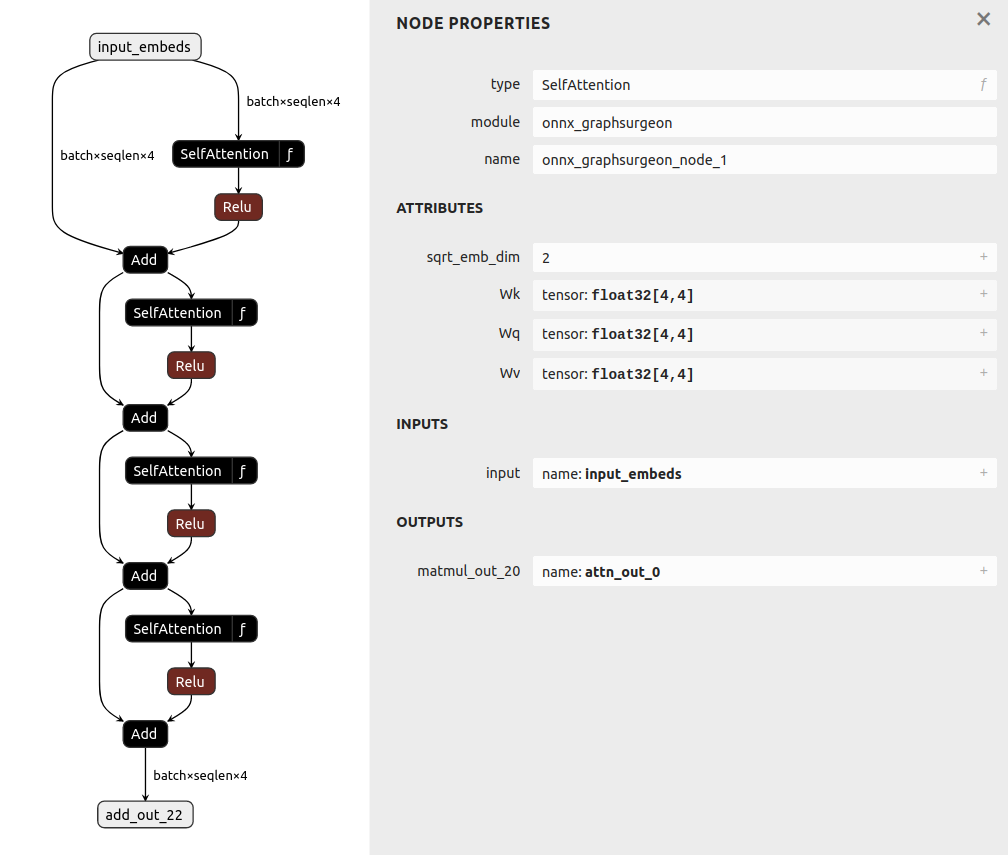 input_embeds
batch×seqlen×4
batch×seqlen×4
SelfAttention ƒ
Relu
Add
SelfAttention ƒ
Relu
Add
SelfAttention ƒ
Relu
Add
SelfAttention ƒ
Relu
Add
batch×seqlen×4
add_out_22
NODE PROPERTIES ×
type SelfAttention ƒ
module onnx_graphsurgeon
name onnx_graphsurgeon_node_1
ATTRIBUTES
sqrt_emb_dim 2 +
Wk tensor: float32[4,4] +
Wq tensor: float32[4,4] +
Wv tensor: float32[4,4] +
INPUTS
input name: input_embeds +
OUTPUTS
matmul_out_20 name: attn_out_0 +